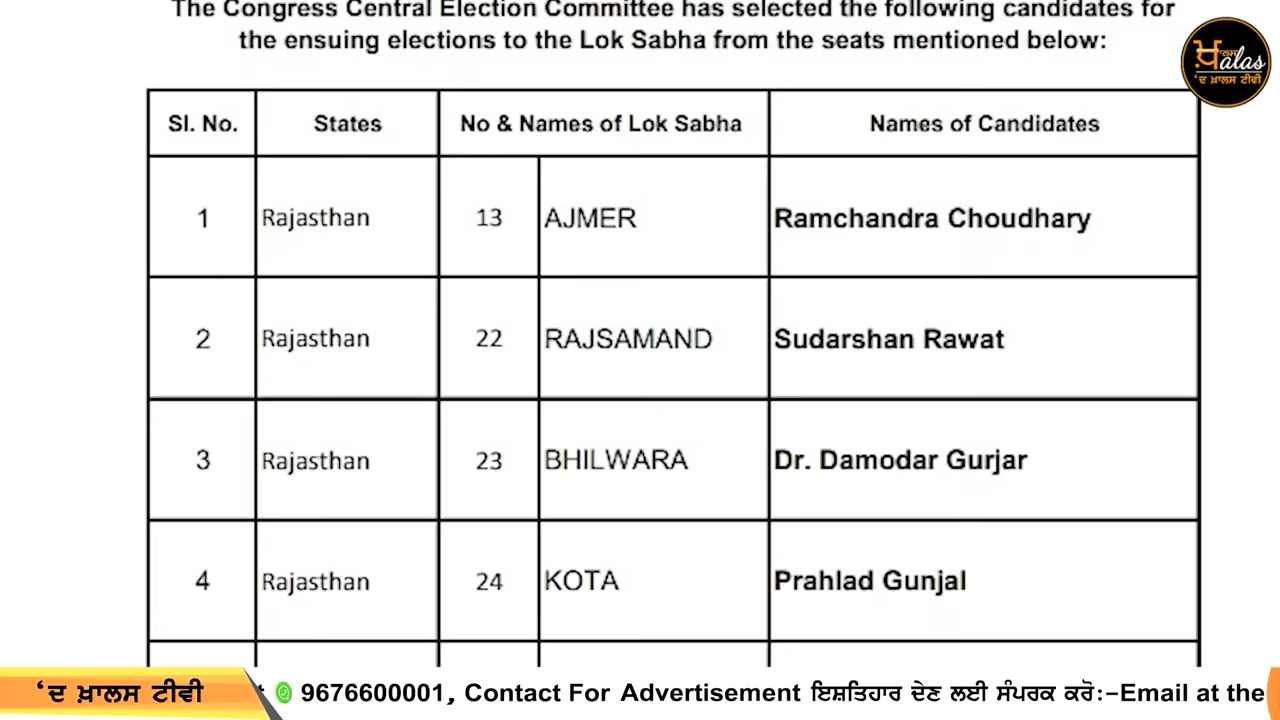 The Congress Central Election Committee has selected the following candidates for
the ensuing elections to the Lok Sabha from the seats mentioned below:
ਖ਼ਾਲਸ
alas
'ਦ ਖ਼ਾਲਸ ਟੀਵੀ
Sl. No. States No & Names of Lok Sabha Names of Candidates
1 Rajasthan 13 AJMER Ramchandra Choudhary
2 Rajasthan 22 RAJSAMAND Sudarshan Rawat
3 Rajasthan 23 BHILWARA Dr. Damodar Gurjar
4 Rajasthan 24 KOTA Prahlad Gunjal
‘ਦ ਖ਼ਾਲਸ ਟੀਵੀ 9676600001, Contact For Advertisement ਇਸ਼ਤਿਹਾਰ ਦੇਣ ਲਈ ਸੰਪਰਕ ਕਰੋ:-Email at the